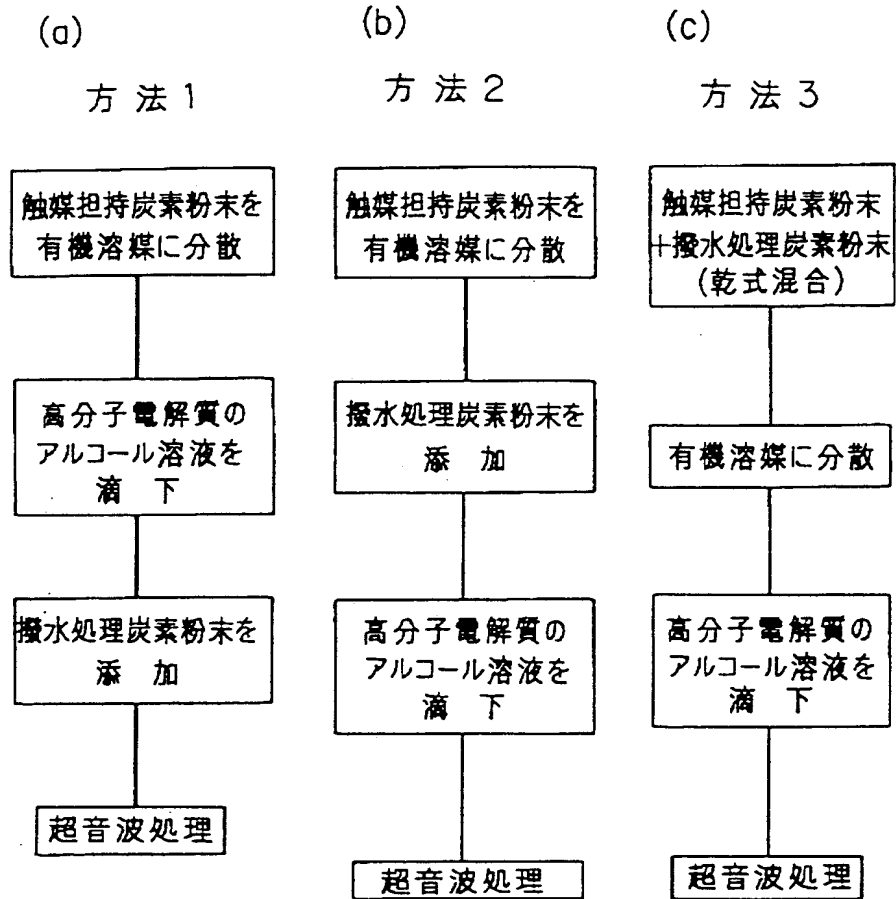 (a)
方法1
触媒担持炭素粉末を
有機溶媒に分散
高分子電解質の
アルコール溶液を
滴下
撥水処理炭素粉末を
添加
超音波処理
(b)
方法2
触媒担持炭素粉末を
有機溶媒に分散
撥水処理炭素粉末を
添加
高分子電解質の
アルコール溶液を
滴下
超音波処理
(c)
方法3
触媒担持炭素粉末
+撥水処理炭素粉末
(乾式混合)
有機溶媒に分散
高分子電解質の
アルコール溶液を
滴下
超音波処理